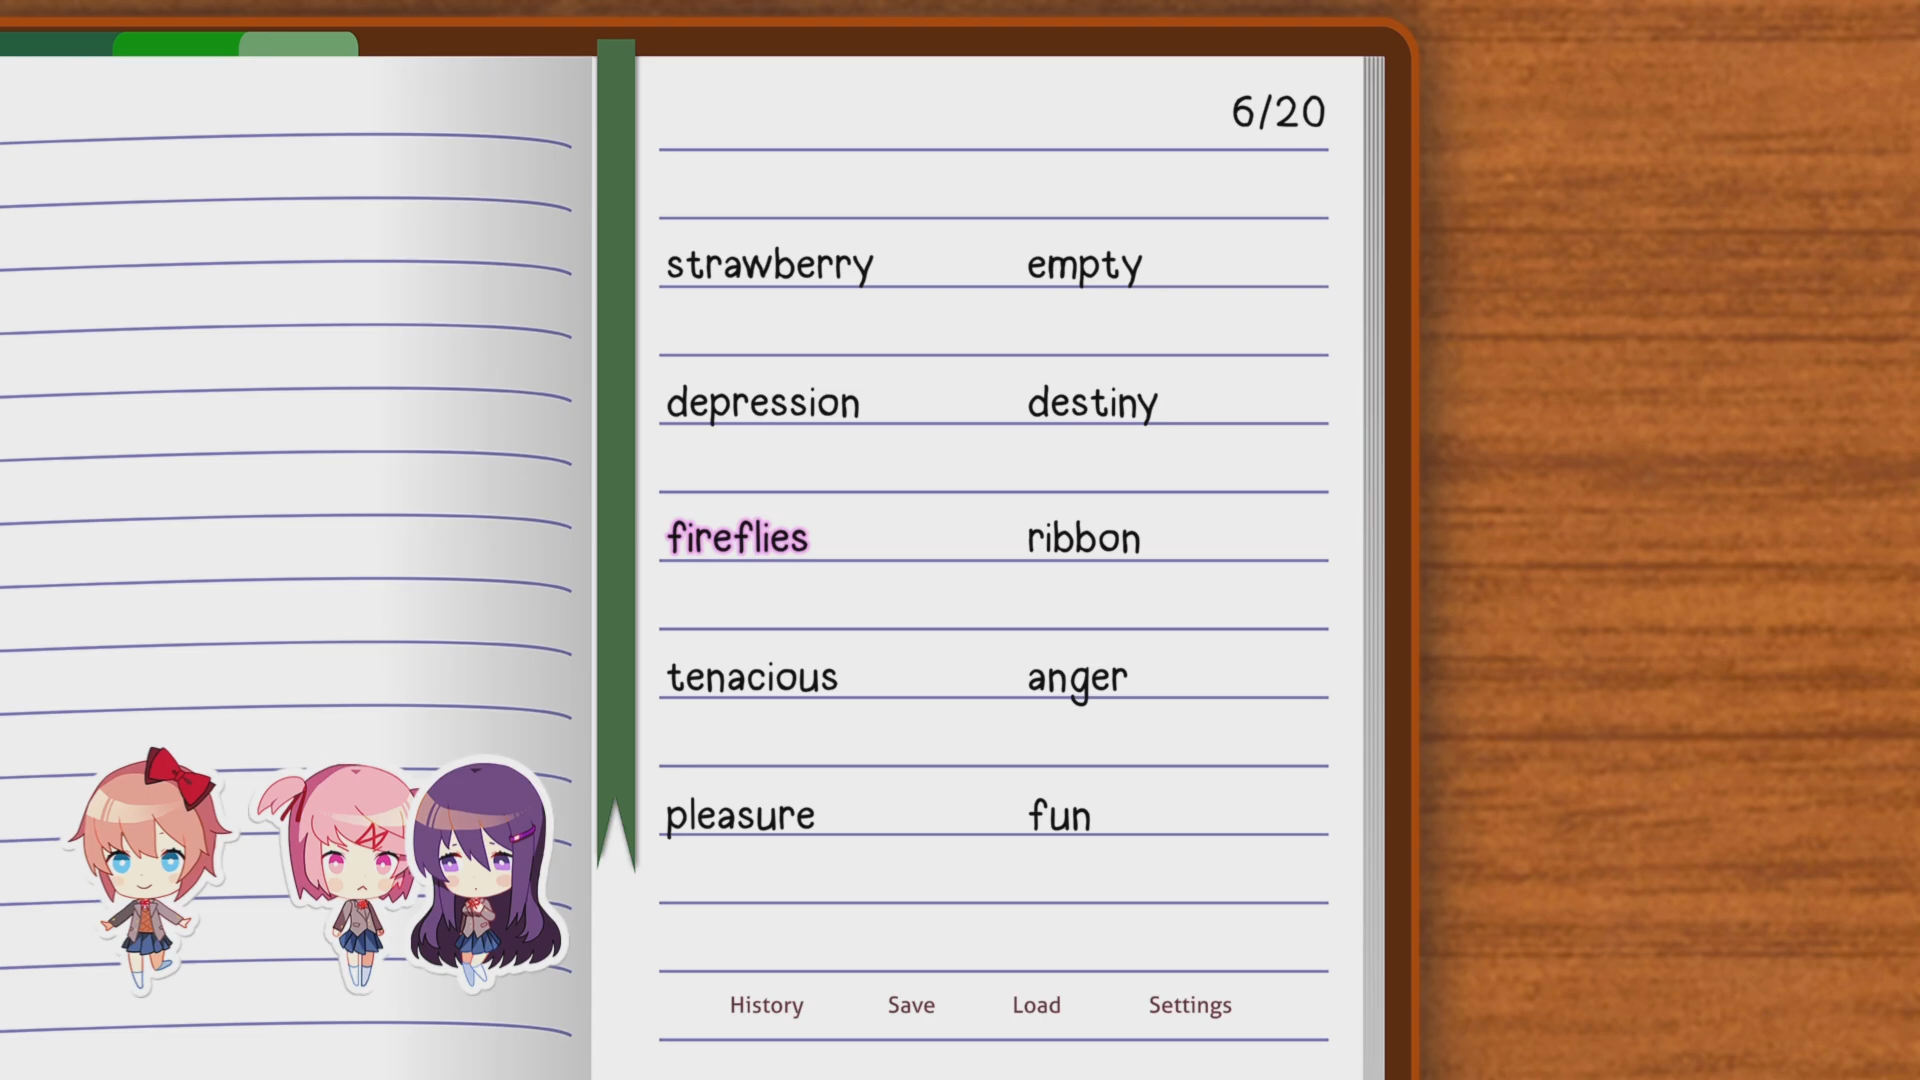 6/20
strawberry empty
depression destiny
fireflies ribbon
tenacious anger
pleasure fun
History Save Load Settings